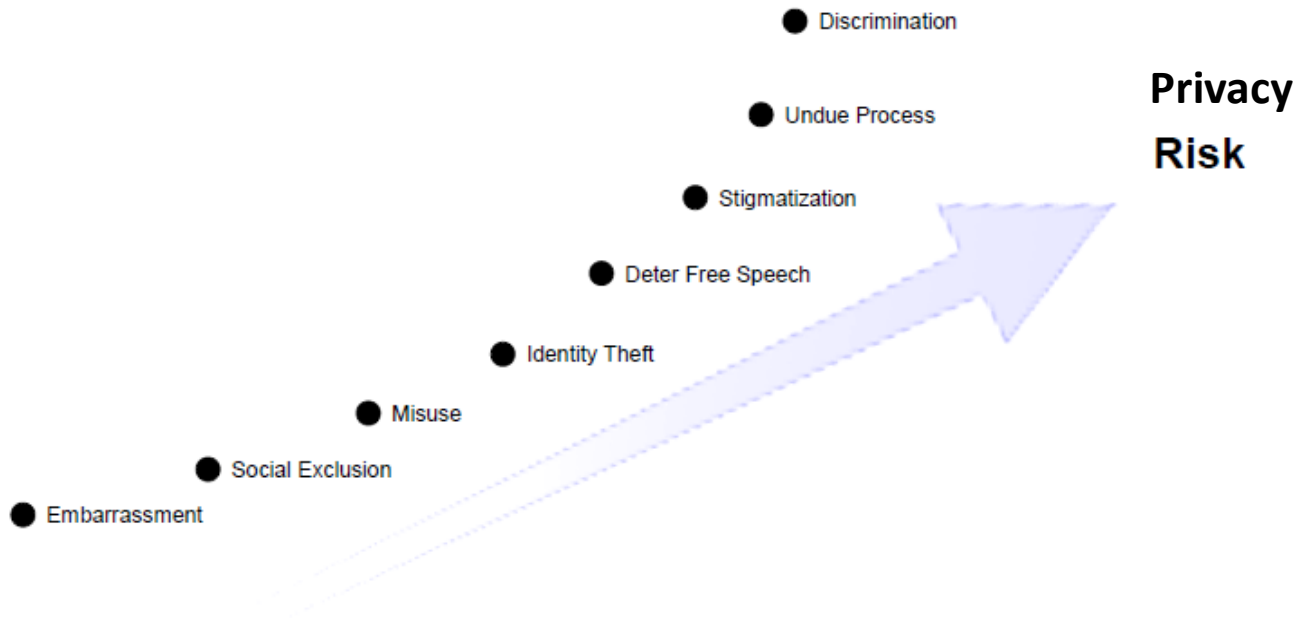 Discrimination
Privacy
Risk
Undue Process
Stigmatization
Deter Free Speech
Identity Theft
Misuse
Social Exclusion
Embarrassment